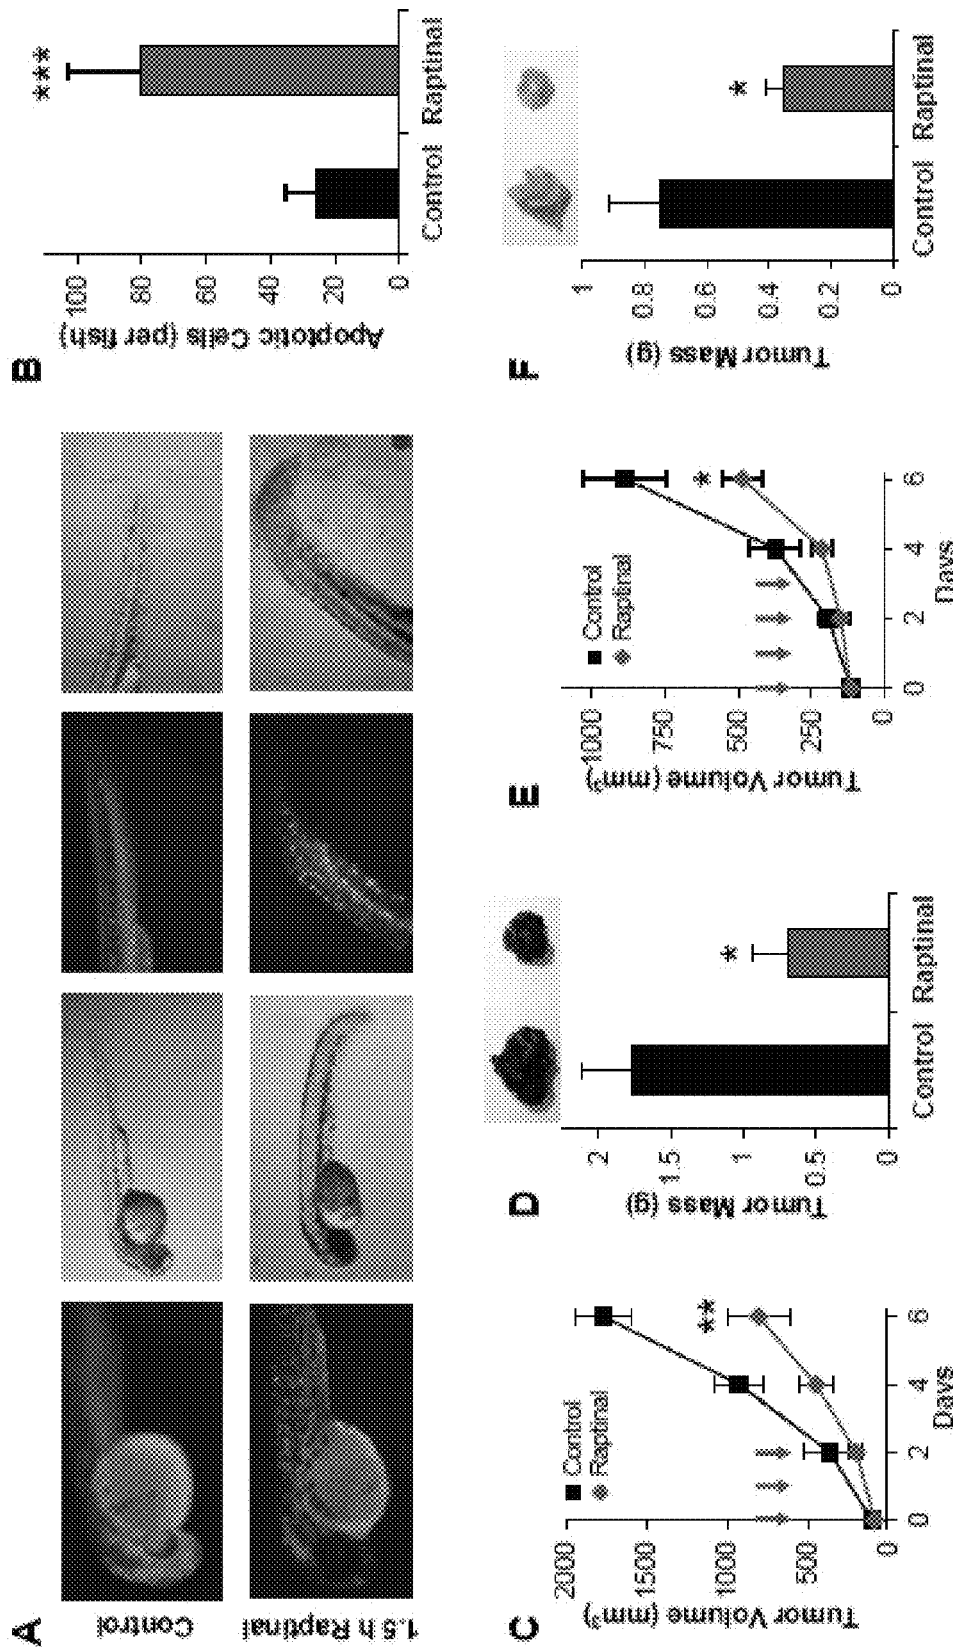 A
Control
1.5 h Raptinal
B
Apoptotic Cells (per fish)
100
80
60
40
20
0
***
Control Raptinal
C
Tumor Volume (mm³)
2000
1500
1000
500
0
Control
Raptinal
**
0 2 4 6
Days
D
Tumor Mass (g)
2
1.5
1
0.5
0
*
Control Raptinal
E
Tumor Volume (mm³)
1000
750
500
250
0
Control
Raptinal
*
0 2 4 6
Days
F
Tumor Mass (g)
1
0.8
0.6
0.4
0.2
0
*
Control Raptinal